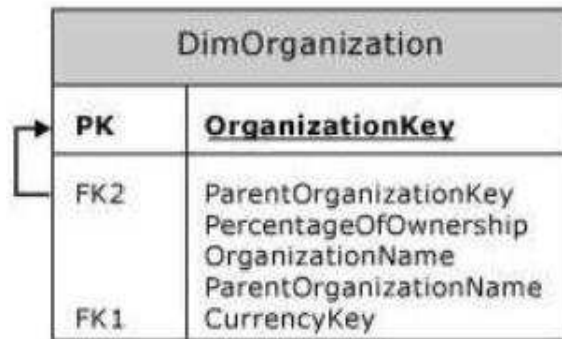 DimOrganization
PK OrganizationKey
FK2 ParentOrganizationKey
PercentageOfOwnership
OrganizationName
ParentOrganizationName
FK1 CurrencyKey